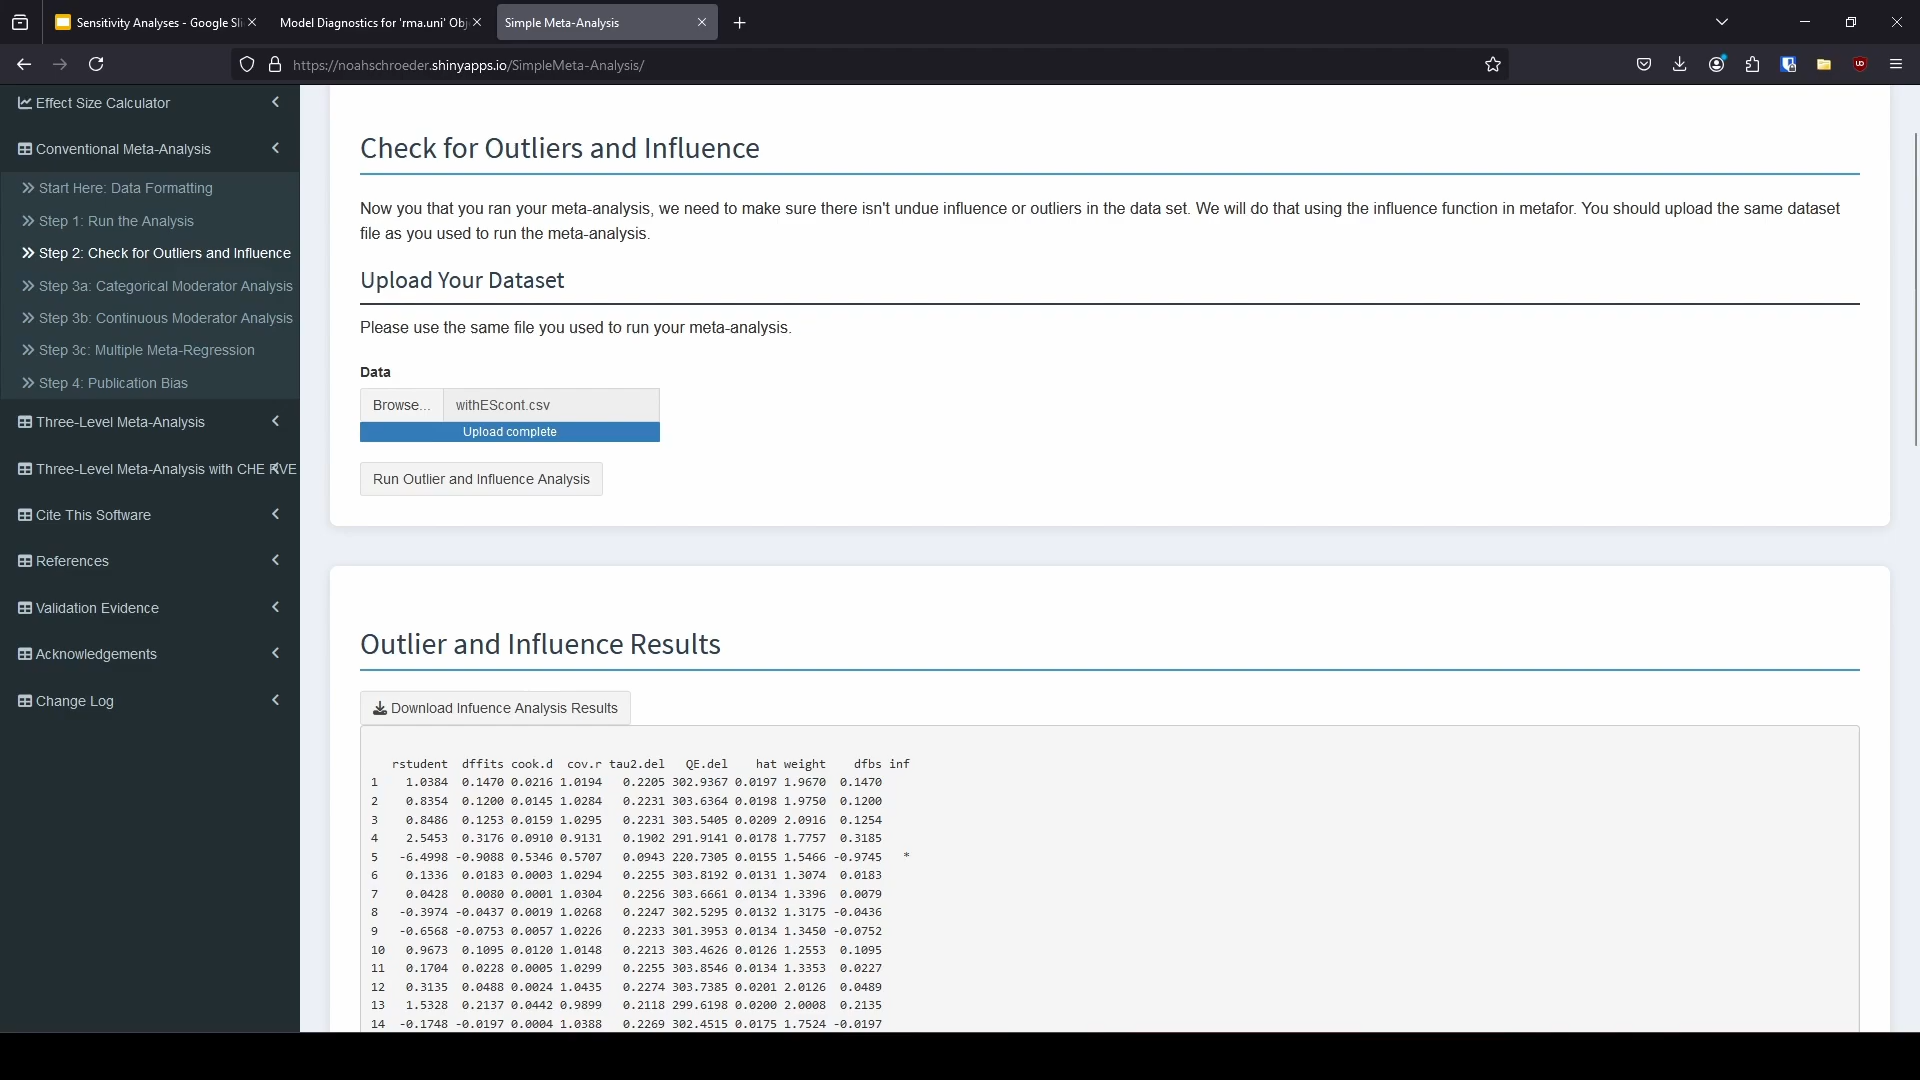 Sensitivity Analyses - Google Sli
Model Diagnostics for 'rma.uni' Obj
Simple Meta-Analysis
https://noahschroeder.shinyapps.io/SimpleMeta-Analysis/
Effect Size Calculator
Conventional Meta-Analysis
Start Here: Data Formatting
Step 1: Run the Analysis
Step 2: Check for Outliers and Influence
Step 3a: Categorical Moderator Analysis
Step 3b: Continuous Moderator Analysis
Step 3c: Multiple Meta-Regression
Step 4: Publication Bias
Three-Level Meta-Analysis
Three-Level Meta-Analysis with CHE RVE
Cite This Software
References
Validation Evidence
Acknowledgements
Change Log
Check for Outliers and Influence
Now you that you ran your meta-analysis, we need to make sure there isn't undue influence or outliers in the data set. We will do that using the influence function in metafor. You should upload the same dataset
file as you used to run the meta-analysis.
Upload Your Dataset
Please use the same file you used to run your meta-analysis.
Data
Browse... withEScont.csv
Upload complete
Run Outlier and Influence Analysis
Outlier and Influence Results
Download Infuence Analysis Results
rstudent dffits cook.d cov.r tau2.del QE.del hat weight dfbs inf
1 1.0384 0.1470 0.0216 1.0194 0.2205 302.9367 0.0197 1.9670 0.1470
2 0.8354 0.1200 0.0145 1.0284 0.2231 303.6364 0.0198 1.9750 0.1200
3 0.8486 0.1253 0.0159 1.0295 0.2231 303.5405 0.0209 2.0916 0.1254
4 2.5453 0.3176 0.0910 0.9131 0.1902 291.9141 0.0178 1.7757 0.3185
5 -6.4998 -0.9088 0.5346 0.5707 0.0943 220.7305 0.0155 1.5466 -0.9745 *
6 0.1336 0.0183 0.0003 1.0294 0.2255 303.8192 0.0131 1.3074 0.0183
7 0.0428 0.0080 0.0001 1.0304 0.2256 303.6661 0.0134 1.3396 0.0079
8 -0.3974 -0.0437 0.0019 1.0268 0.2247 302.5295 0.0132 1.3175 -0.0436
9 -0.6568 -0.0753 0.0057 1.0226 0.2233 301.3953 0.0134 1.3450 -0.0752
10 0.9673 0.1095 0.0120 1.0148 0.2213 303.4626 0.0126 1.2553 0.1095
11 0.1704 0.0228 0.0005 1.0299 0.2255 303.8546 0.0134 1.3353 0.0227
12 0.3135 0.0488 0.0024 1.0435 0.2274 303.7385 0.0201 2.0126 0.0489
13 1.5328 0.2137 0.0442 0.9899 0.2118 299.6198 0.0200 2.0008 0.2135
14 -0.1748 -0.0197 0.0004 1.0388 0.2269 302.4515 0.0175 1.7524 -0.0197